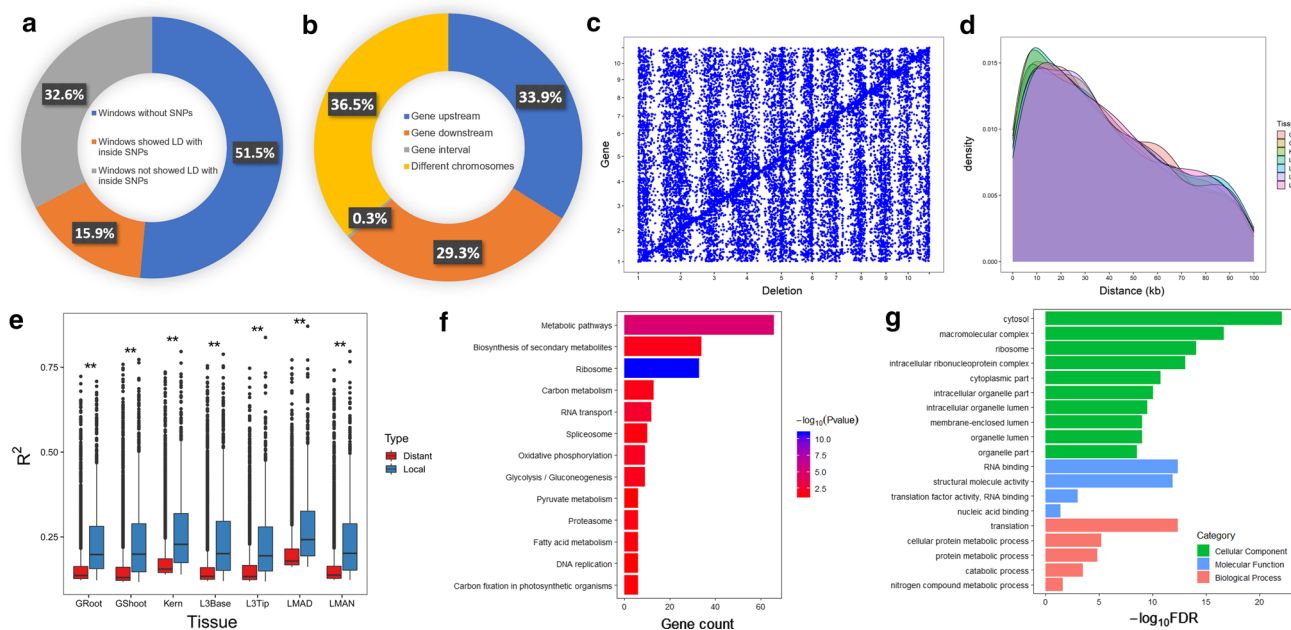 a
32.6%
Windows without SNPs
Windows showed LD with
inside SNPs
Windows not showed LD with
inside SNPs
51.5%
15.9%
b
36.5%
33.9%
Gene upstream
Gene downstream
Gene interval
Different chromosomes
0.3%
29.3%
c
Gene
10
9
8
7
6
5
4
3
2
1
1 2 3 4 5 6 7 8 9 10
Deletion
d
density
0.015
0.010
0.005
0.000
0 10 20 30 40 50 60 70 80 90 100
Distance (kb)
Tissu
G
G
K
L
L
L
L
e
R2
0.75
0.50
0.25
** ** ** ** ** ** **
GRoot GShoot Kern L3Base L3Tip LMAD LMAN
Tissue
Type
Distant
Local
f
Metabolic pathways
Biosynthesis of secondary metabolites
Ribosome
Carbon metabolism
RNA transport
Spliceosome
Oxidative phosphorylation
Glycolysis / Gluconeogenesis
Pyruvate metabolism
Proteasome
Fatty acid metabolism
DNA replication
Carbon fixation in photosynthetic organisms
0 20 40 60
Gene count
−log10(Pvalue)
10.0
7.5
5.0
2.5
g
cytosol
macromolecular complex
ribosome
intracellular ribonucleoprotein complex
cytoplasmic part
intracellular organelle part
intracellular organelle lumen
membrane-enclosed lumen
organelle lumen
organelle part
RNA binding
structural molecule activity
translation factor activity, RNA binding
nucleic acid binding
translation
cellular protein metabolic process
protein metabolic process
catabolic process
nitrogen compound metabolic process
0 5 10 15 20
−log10FDR
Category
Cellular Component
Molecular Function
Biological Process